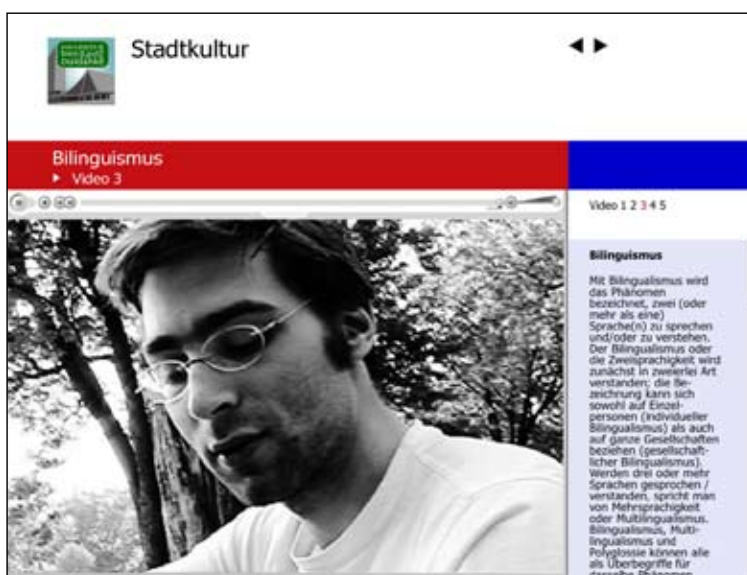 Stadtkultur
Bilinguismus
Video 3
Video 1 2 3 4 5
Bilinguismus
Mit Bilingualismus wird
das Phänomen
bezeichnet, zwei (oder
mehr als eine)
Sprache(n) zu sprechen
und/oder zu verstehen.
Der Bilingualismus oder
die Zweisprachigkeit wird
zunächst in zweierlei Art
verstanden; die Be-
zeichnung kann sich
sowohl auf Einzel-
personen (individueller
Bilingualismus) als auch
auf ganze Gesellschaften
beziehen (gesellschaft-
licher Bilingualismus).
Werden drei oder mehr
Sprachen gesprochen /
verstanden, spricht man
von Mehrsprachigkeit
oder Multilingualismus.
Bilinguismus, Multi-
lingualismus und
Polyglossie können alle
als Überbegriffe für
dasselbe Phänomen